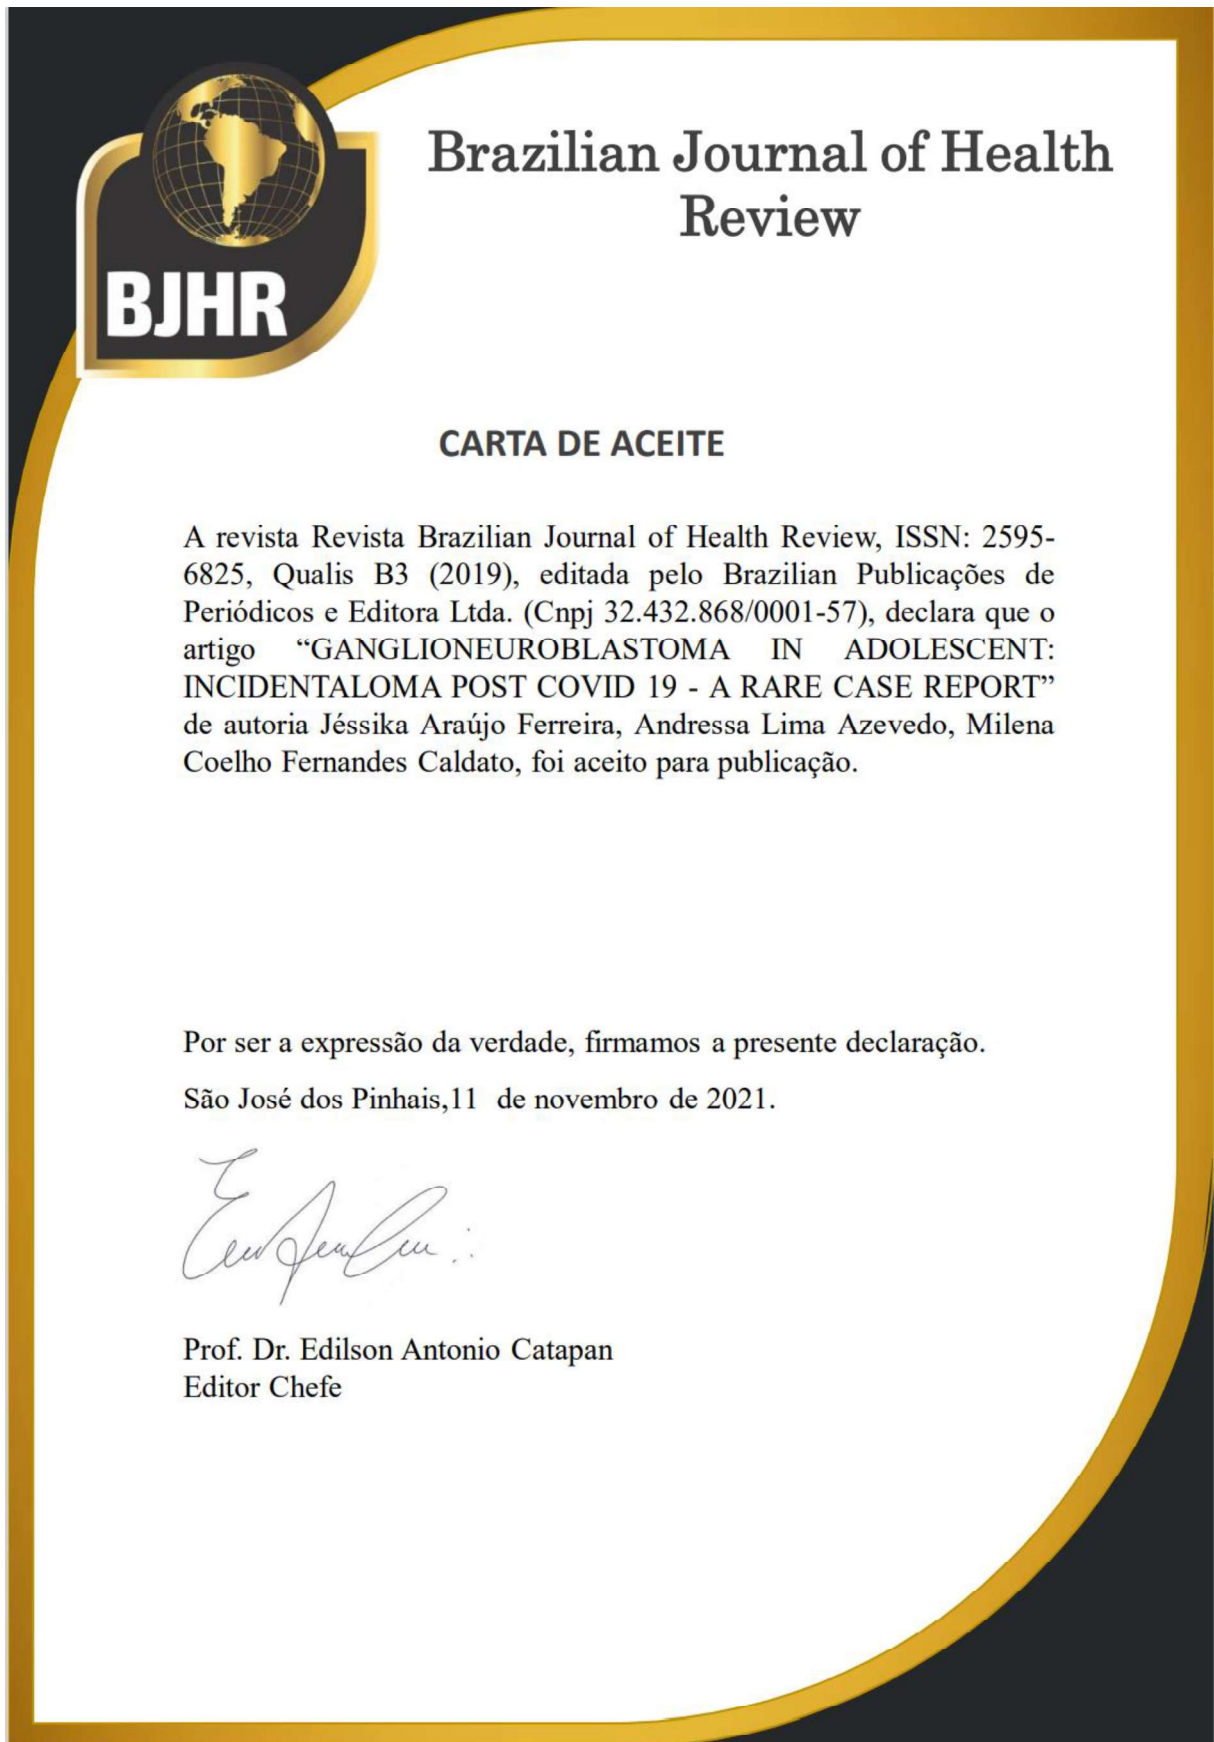 Brazilian Journal of Health
Review
BJHR
CARTA DE ACEITE
A revista Revista Brazilian Journal of Health Review, ISSN: 2595-
6825, Qualis B3 (2019), editada pelo Brazilian Publicações de
Periódicos e Editora Ltda. (Cnpj 32.432.868/0001-57), declara que o
artigo “GANGLIONEUROBLASTOMA IN ADOLESCENT:
INCIDENTALOMA POST COVID 19 - A RARE CASE REPORT”
de autoria Jéssika Araújo Ferreira, Andressa Lima Azevedo, Milena
Coelho Fernandes Caldato, foi aceito para publicação.
Por ser a expressão da verdade, firmamos a presente declaração.
São José dos Pinhais,11 de novembro de 2021.
Prof. Dr. Edilson Antonio Catapan
Editor Chefe